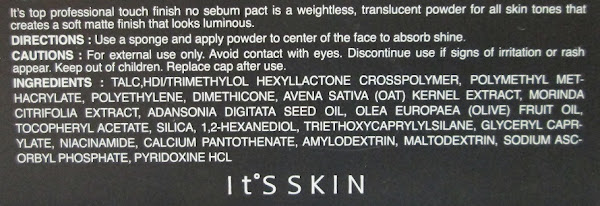 It's top professional touch finish no sebum pact is a weightless, translucent powder for all skin tones that
creates a soft matte finish that looks luminous.
DIRECTIONS : Use a sponge and apply powder to center of the face to absorb shine.
CAUTIONS : For external use only. Avoid contact with eyes. Discontinue use if signs of irritation or rash
appear. Keep out of children. Replace cap after use.
INGREDIENTS : TALC,HDI/TRIMETHYLOL HEXYLLACTONE CROSSPOLYMER, POLYMETHYL MET-
HACRYLATE, POLYETHYLENE, DIMETHICONE, AVENA SATIVA (OAT) KERNEL EXTRACT, MORINDA
CITRIFOLIA EXTRACT, ADANSONIA DIGITATA SEED OIL, OLEA EUROPAEA (OLIVE) FRUIT OIL,
TOCOPHERYL ACETATE, SILICA, 1,2-HEXANEDIOL, TRIETHOXYCAPRYLYLSILANE, GLYCERYL CAPR-
YLATE, NIACINAMIDE, CALCIUM PANTOTHENATE, AMYLODEXTRIN, MALTODEXTRIN, SODIUM ASC-
ORBYL PHOSPHATE, PYRIDOXINE HCL
It°S SKIN